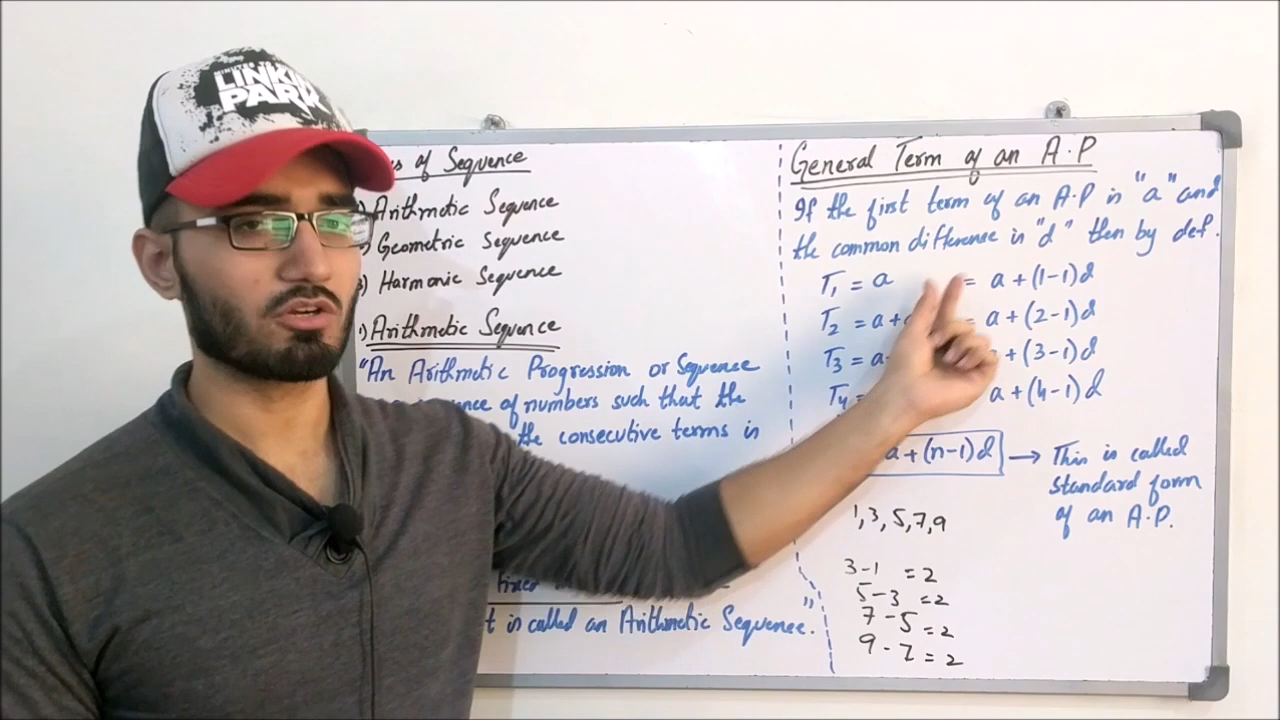 LINKIN
PARK
of Sequence
Arithmetic Sequence
Geometric Sequence
3) Harmonic Sequence
1) Arithmetic Sequence
"An Arithmetic Progression or Sequence
of numbers such that the
the consecutive terms is
t is called an Arithmetic Sequence."
General Term of an A.P
If the first term of an A.P is "a" and
the common difference is "d" then by def.
T₁ = a = a + (1-1)d
T₂ = a+ = a + (2-1)d
T₃ = a + (3-1)d
T₄ = a + (4-1)d
a + (n-1)d → This is called
standard form
of an A.P.
1, 3, 5, 7, 9
3-1 = 2
5-3 = 2
7-5 = 2
9-7 = 2